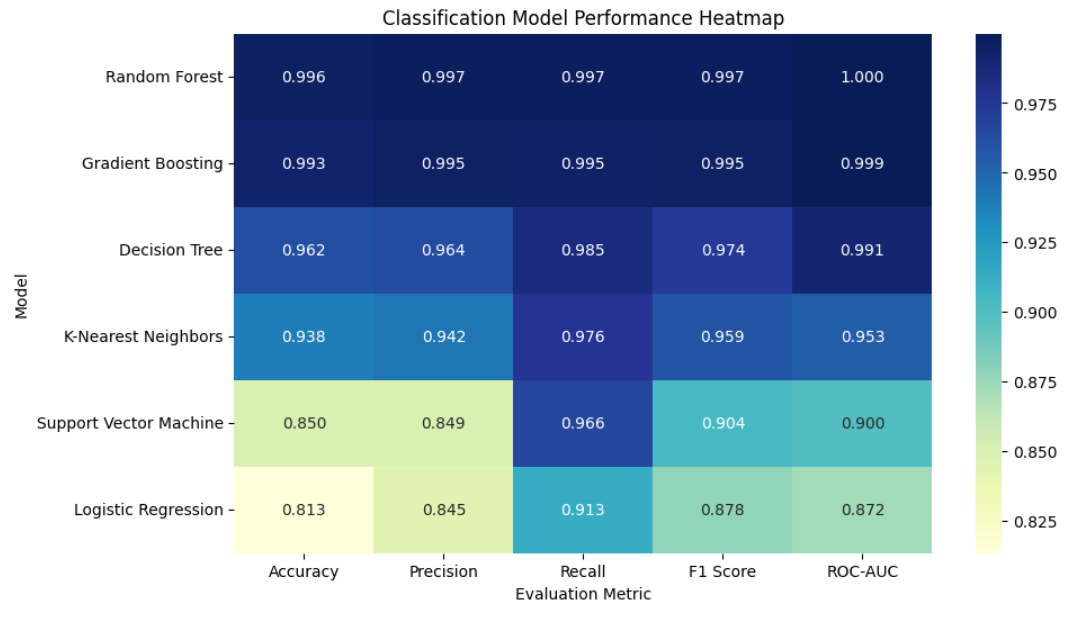 Classification Model Performance Heatmap
Model
Random Forest 0.996 0.997 0.997 0.997 1.000
Gradient Boosting 0.993 0.995 0.995 0.995 0.999
Decision Tree 0.962 0.964 0.985 0.974 0.991
K-Nearest Neighbors 0.938 0.942 0.976 0.959 0.953
Support Vector Machine 0.850 0.849 0.966 0.904 0.900
Logistic Regression 0.813 0.845 0.913 0.878 0.872
Accuracy Precision Recall F1 Score ROC-AUC
Evaluation Metric
0.975
0.950
0.925
0.900
0.875
0.850
0.825